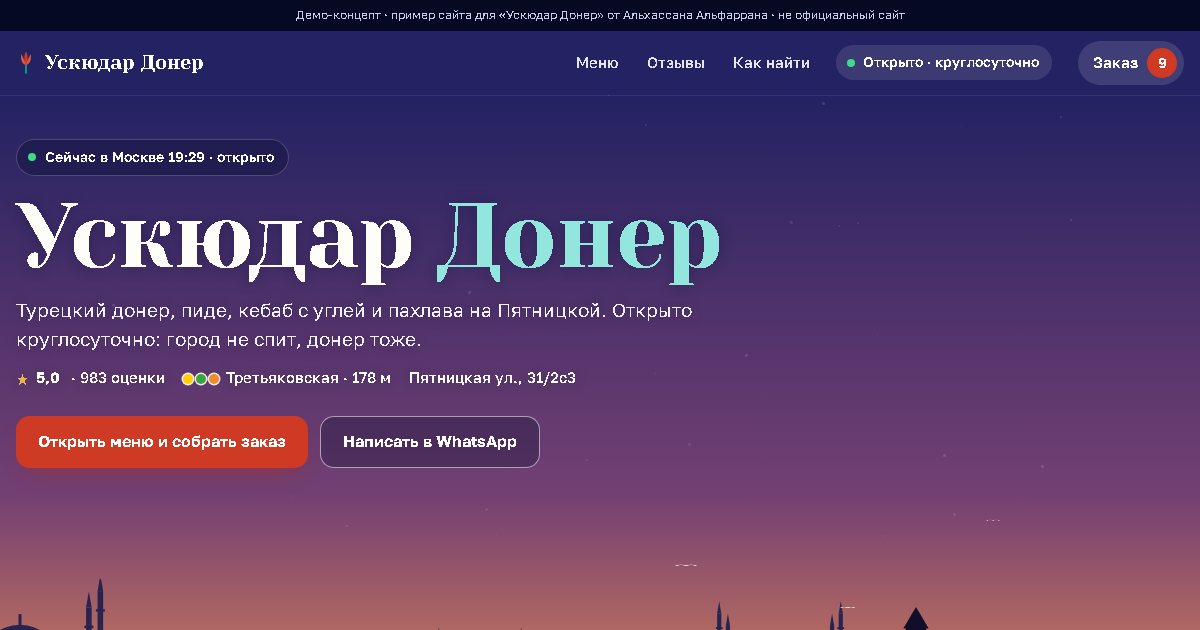 Демо-концепт · пример сайта для «Ускюдар Донер» от Альхассана Альфаррана · не официальный сайт
Ускюдар Донер
Меню
Отзывы
Как найти
Открыто · круглосуточно
Заказ 9
Сейчас в Москве 19:29 · открыто
Ускюдар Донер
Турецкий донер, пиде, кебаб с углей и пахлава на Пятницкой. Открыто
круглосуточно: город не спит, донер тоже.
★ 5,0 · 983 оценки Третьяковская · 178 м Пятницкая ул., 31/2с3
Открыть меню и собрать заказ
Написать в WhatsApp